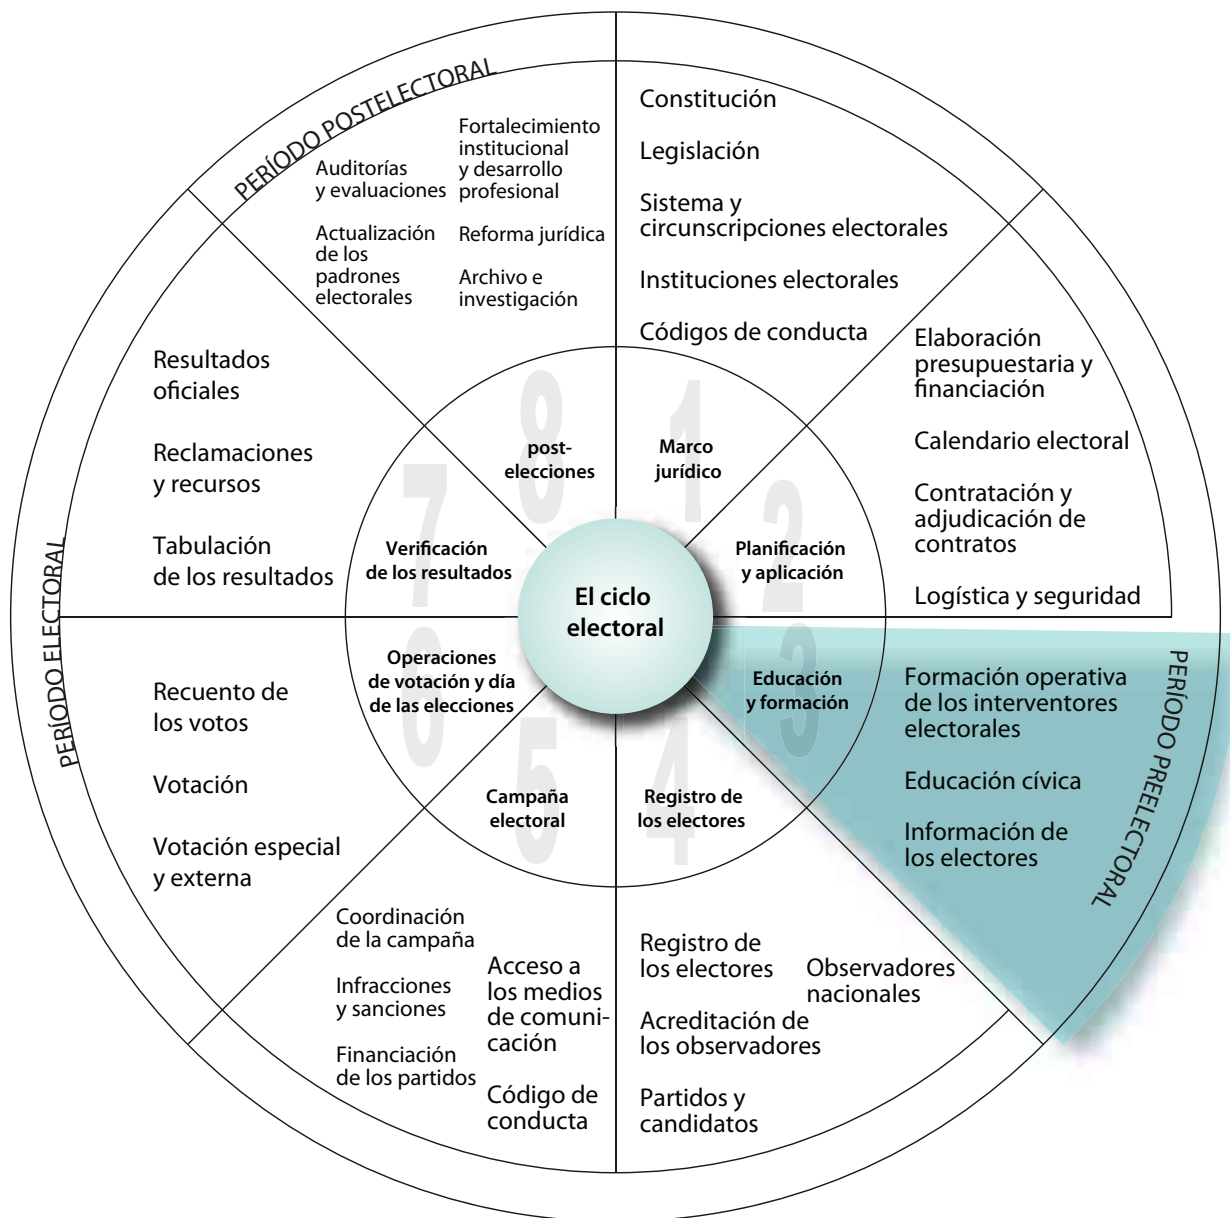 El ciclo
electoral
PERÍODO PREELECTORAL
1
Marco
jurídico
Constitución
Legislación
Sistema y
circunscripciones electorales
Instituciones electorales
Códigos de conducta
2
Planificación
y aplicación
Elaboración
presupuestaria y
financiación
Calendario electoral
Contratación y
adjudicación de
contratos
Logística y seguridad
3
Educación
y formación
Formación operativa
de los interventores
electorales
Educación cívica
Información de
los electores
4
Registro de
los electores
Registro de
los electores
Observadores
nacionales
Acreditación de
los observadores
Partidos y
candidatos
PERÍODO ELECTORAL
5
Campaña
electoral
Coordinación
de la campaña
Infracciones
y sanciones
Financiación
de los partidos
Acceso a
los medios
de comuni-
cación
Código de
conducta
6
Operaciones
de votación y día
de las elecciones
Recuento de
los votos
Votación
Votación especial
y externa
7
Verificación
de los resultados
Resultados
oficiales
Reclamaciones
y recursos
Tabulación
de los resultados
PERÍODO POSTELECTORAL
8
post-
elecciones
Auditorías
y evaluaciones
Actualización
de los
padrones
electorales
Fortalecimiento
institucional
y desarrollo
profesional
Reforma jurídica
Archivo e
investigación